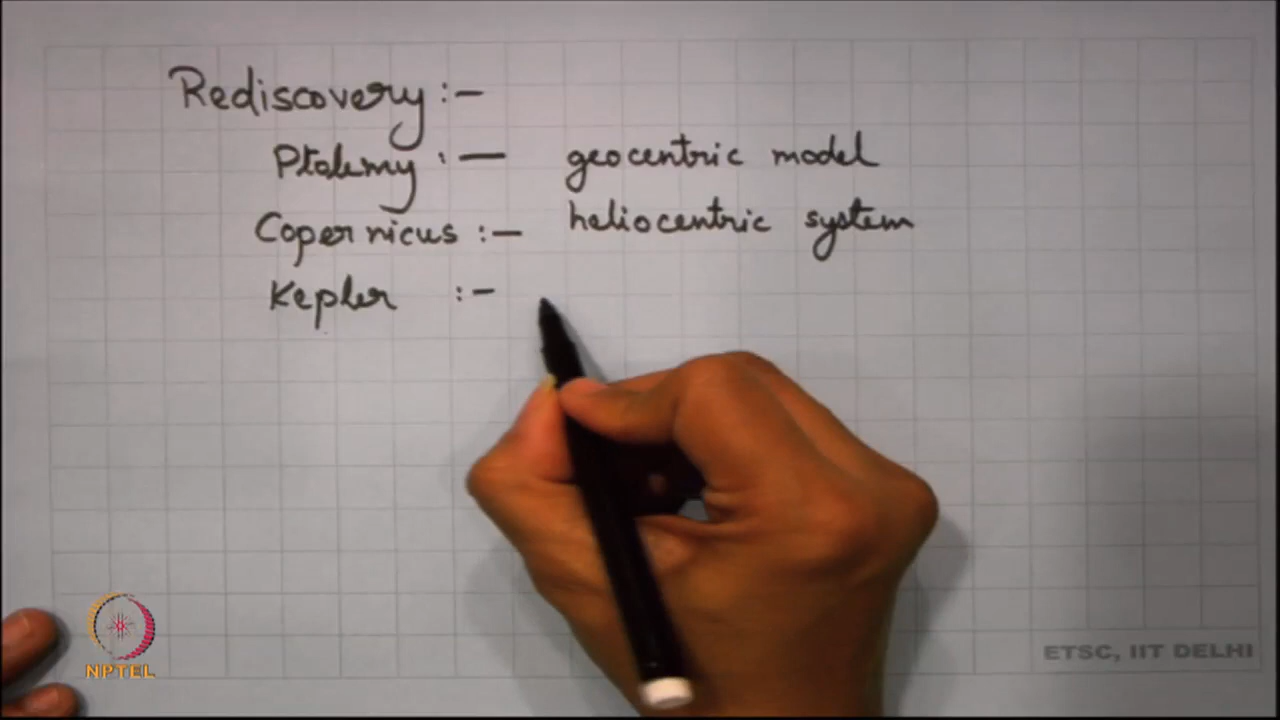 Rediscovery :-
Ptolemy :- geocentric model
Copernicus :- heliocentric system
Kepler :-
NPTEL
ETSC, IIT DELHI